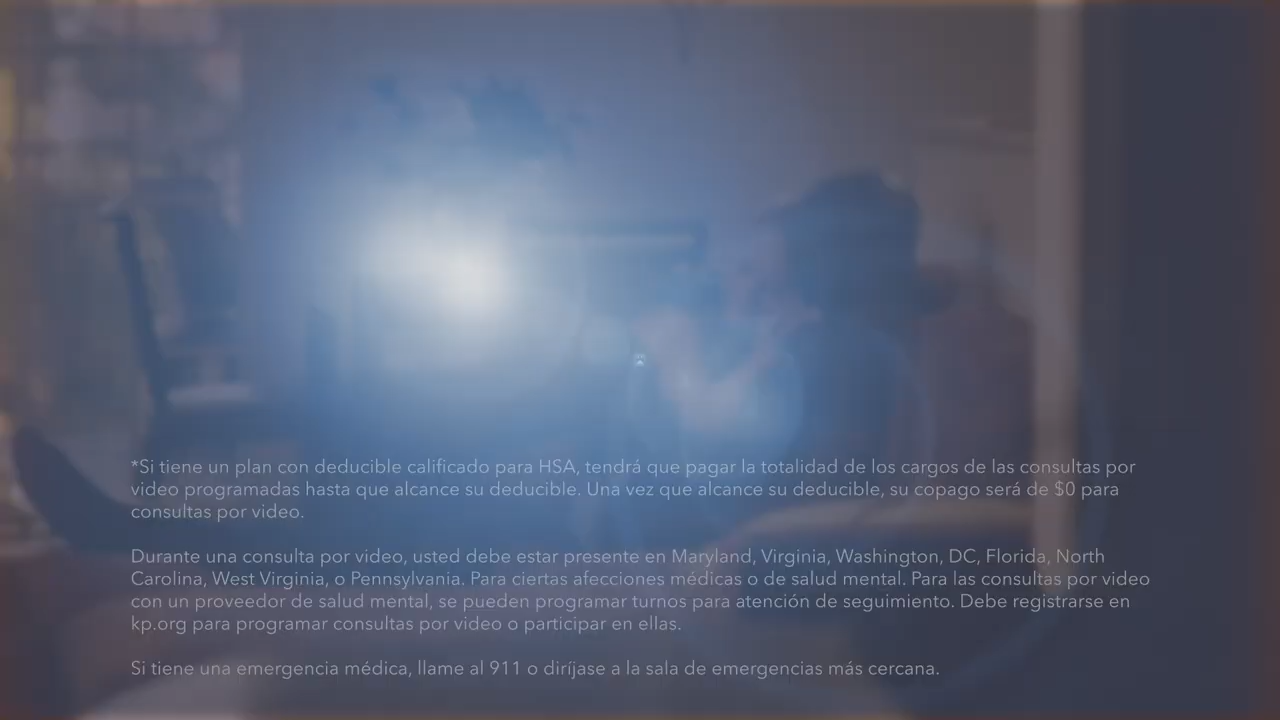 *Si tiene un plan con deducible calificado para HSA, tendrá que pagar la totalidad de los cargos de las consultas por
video programadas hasta que alcance su deducible. Una vez que alcance su deducible, su copago será de $0 para
consultas por video.
Durante una consulta por video, usted debe estar presente en Maryland, Virginia, Washington, DC, Florida, North
Carolina, West Virginia, o Pennsylvania. Para ciertas afecciones médicas o de salud mental. Para las consultas por video
con un proveedor de salud mental, se pueden programar turnos para atención de seguimiento. Debe registrarse en
kp.org para programar consultas por video o participar en ellas.
Si tiene una emergencia médica, llame al 911 o diríjase a la sala de emergencias más cercana.